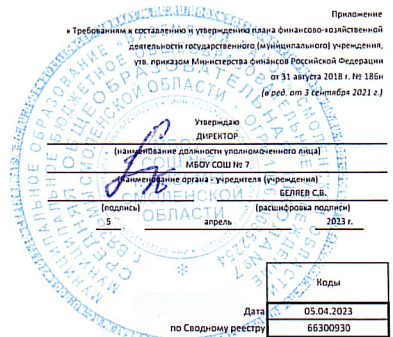 Приложение
к Требованиям к составлению и утверждению плана финансово-хозяйственной
деятельности государственного (муниципального) учреждения,
утв. приказом Министерства финансов Российской Федерации
от 31 августа 2018 г. № 186н
(в ред. от 3 сентября 2021 г.)
Утверждаю
ДИРЕКТОР
(наименование должности уполномоченного лица)
МБОУ СОШ № 7
(наименование органа - учредителя (учреждения)
БЕЛЯЕВ С.В.
(подпись) (расшифровка подписи)
5 апрель 2023 г.
Коды
Дата 05.04.2023
по Сводному реестру 66300930